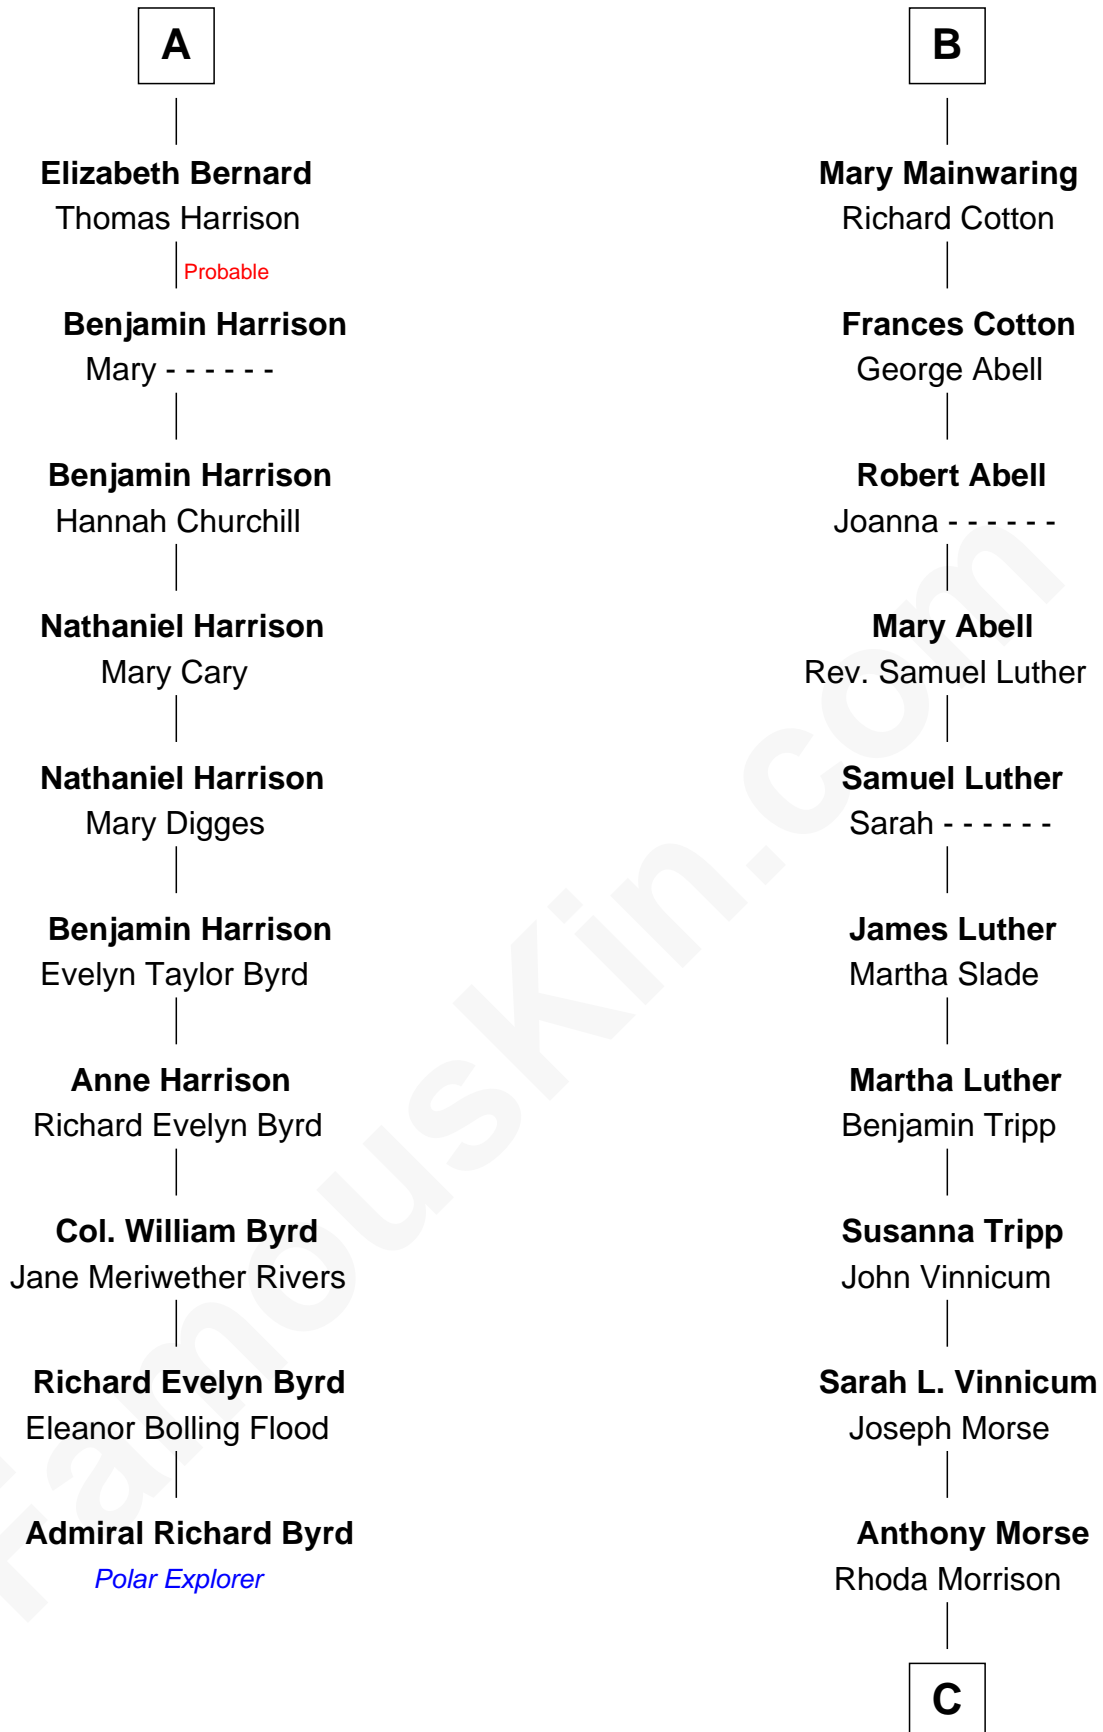 A
Elizabeth Bernard
Thomas Harrison
Probable
Benjamin Harrison
Mary - - - - - -
Benjamin Harrison
Hannah Churchill
Nathaniel Harrison
Mary Cary
Nathaniel Harrison
Mary Digges
Benjamin Harrison
Evelyn Taylor Byrd
Anne Harrison
Richard Evelyn Byrd
Col. William Byrd
Jane Meriwether Rivers
Richard Evelyn Byrd
Eleanor Bolling Flood
Admiral Richard Byrd
Polar Explorer
B
Mary Mainwaring
Richard Cotton
Frances Cotton
George Abell
Robert Abell
Joanna - - - - - -
Mary Abell
Rev. Samuel Luther
Samuel Luther
Sarah - - - - - -
James Luther
Martha Slade
Martha Luther
Benjamin Tripp
Susanna Tripp
John Vinnicum
Sarah L. Vinnicum
Joseph Morse
Anthony Morse
Rhoda Morrison
C
FamousKin.com